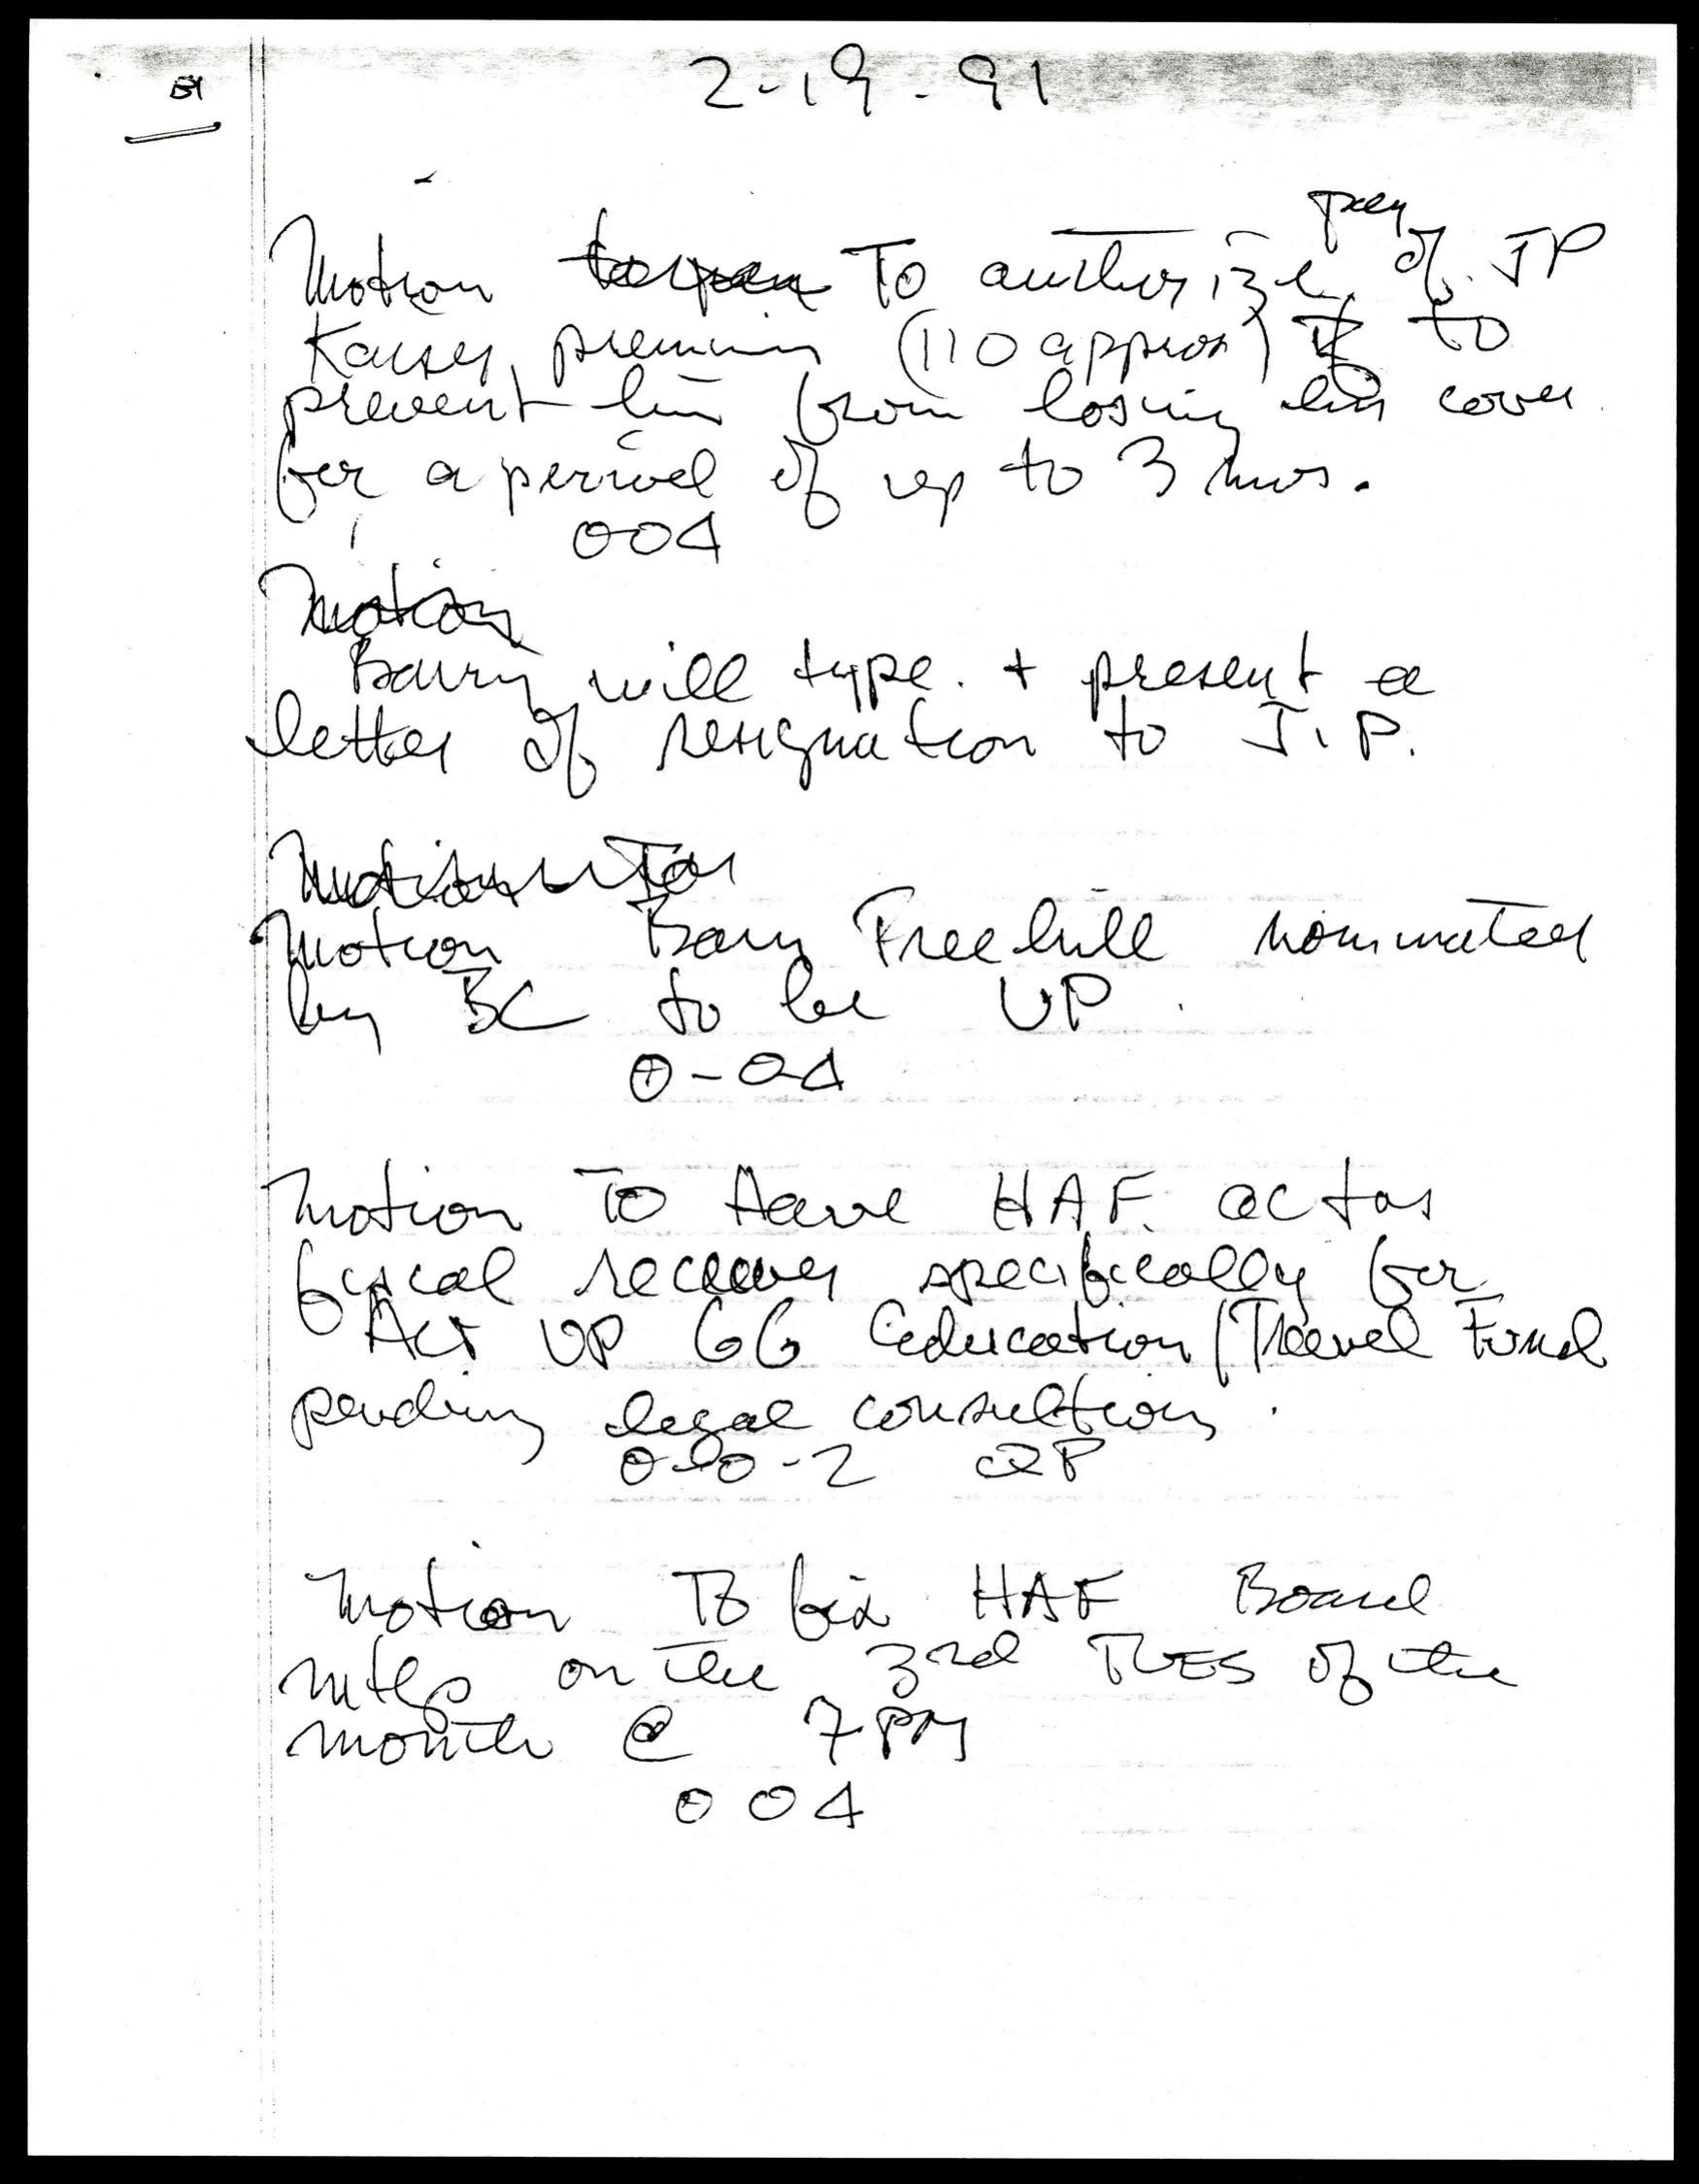 51
2-19-91
pay
Motion to pay To authorize of JP
Kaiser premium (110 approx) to
prevent him from losing his cover
for a period of up to 3 mos.
004
Motion
Barry will type + present a
letter of resignation to J.P.
Motion
Motion Barry Freehill nominated
by BC to be VP.
0-04
Motion To have HAF. act as
fiscal receiver specifically for
ACT UP GG Education/Travel Fund
pending legal consultion.
0-0-2
Motion To fix HAF Board
mtgs on the 3rd TUES of the
month @ 7PM
004